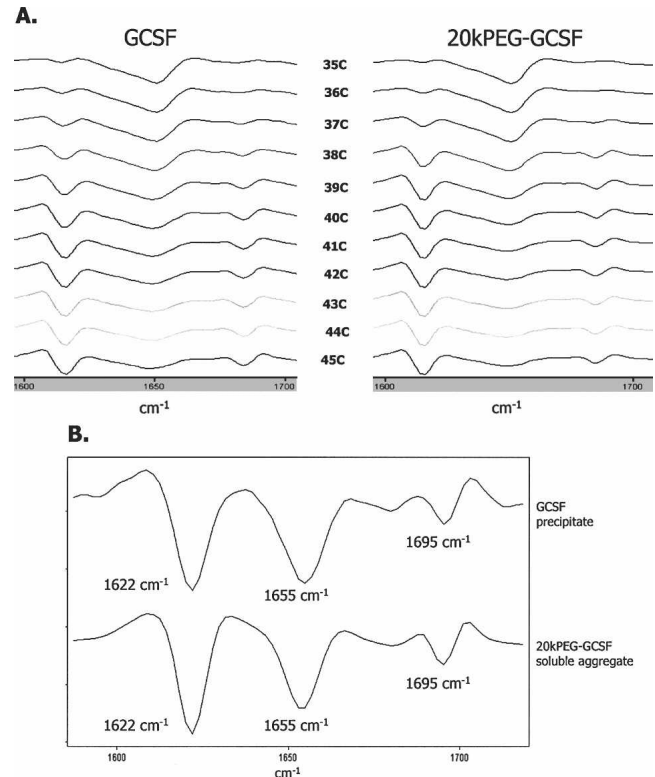 A.
GCSF
20kPEG-GCSF
35C
36C
37C
38C
39C
40C
41C
42C
43C
44C
45C
1600 1650 1700
1600 1700
cm-1
cm-1
B.
GCSF
precipitate
1695 cm-1
1622 cm-1
1655 cm-1
20kPEG-GCSF
soluble aggregate
1695 cm-1
1622 cm-1
1655 cm-1
1600 1650 1700
cm-1